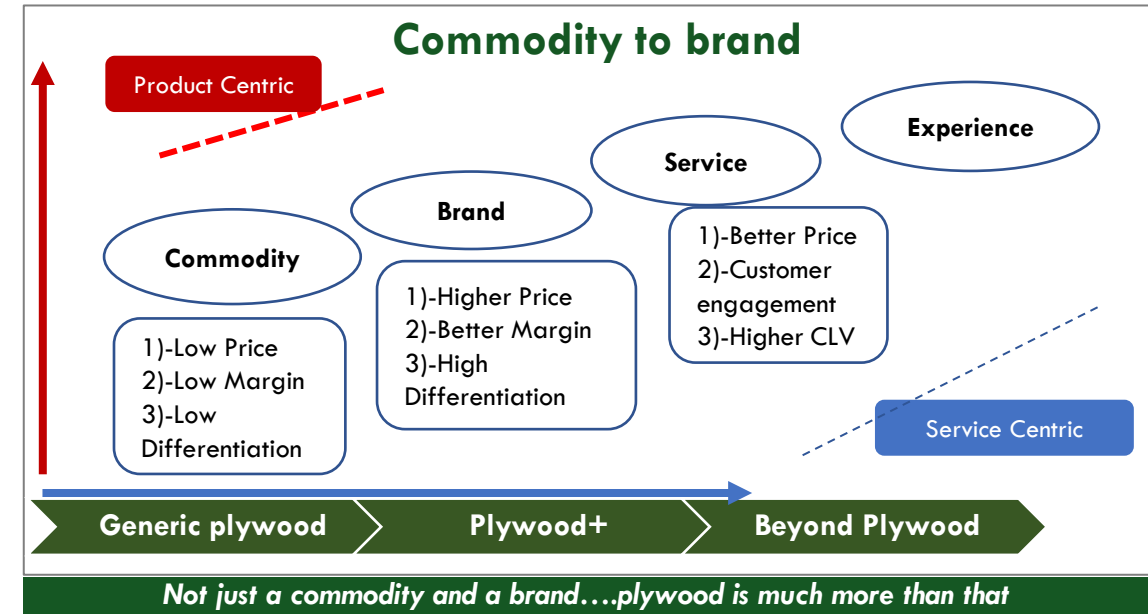 Commodity to brand
Product Centric
Experience
Service
Brand
Commodity
1)-Better Price
2)-Customer
engagement
3)-Higher CLV
1)-Higher Price
2)-Better Margin
3)-High
Differentiation
1)-Low Price
2)-Low Margin
3)-Low
Differentiation
Service Centric
Generic plywood
Plywood+
Beyond Plywood
Not just a commodity and a brand....plywood is much more than that